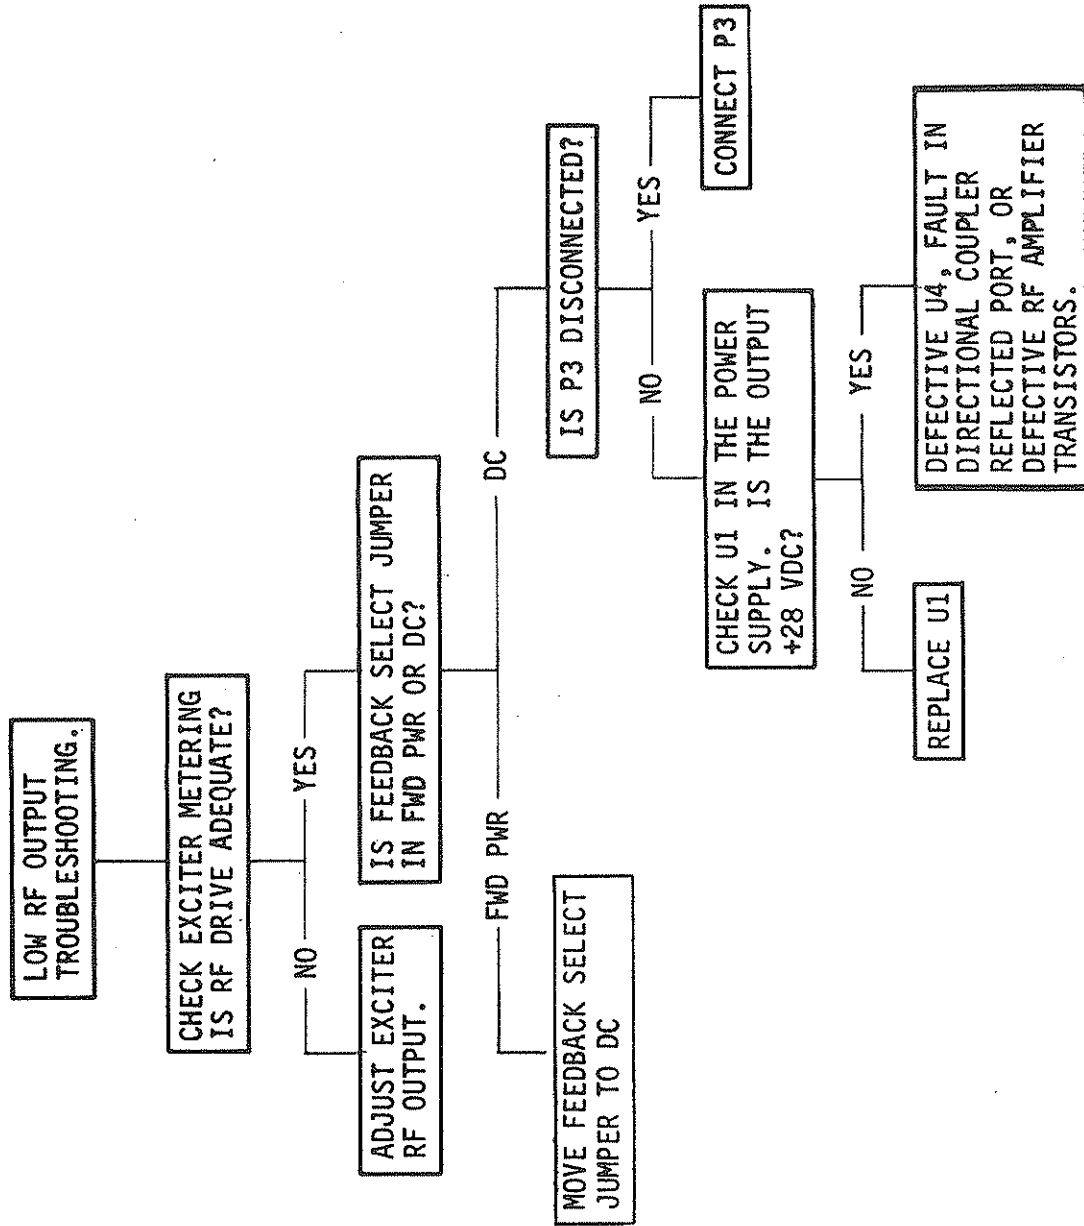 LOW RF OUTPUT
TROUBLESHOOTING.
CHECK EXCITER METERING
IS RF DRIVE ADEQUATE?
NO
YES
ADJUST EXCITER
RF OUTPUT.
IS FEEDBACK SELECT JUMPER
IN FWD PWR OR DC?
FWD PWR
DC
MOVE FEEDBACK SELECT
JUMPER TO DC
IS P3 DISCONNECTED?
NO
YES
CHECK U1 IN THE POWER
SUPPLY. IS THE OUTPUT
+28 VDC?
CONNECT P3
NO
YES
REPLACE U1
DEFECTIVE U4, FAULT IN
DIRECTIONAL COUPLER
REFLECTED PORT, OR
DEFECTIVE RF AMPLIFIER
TRANSISTORS.